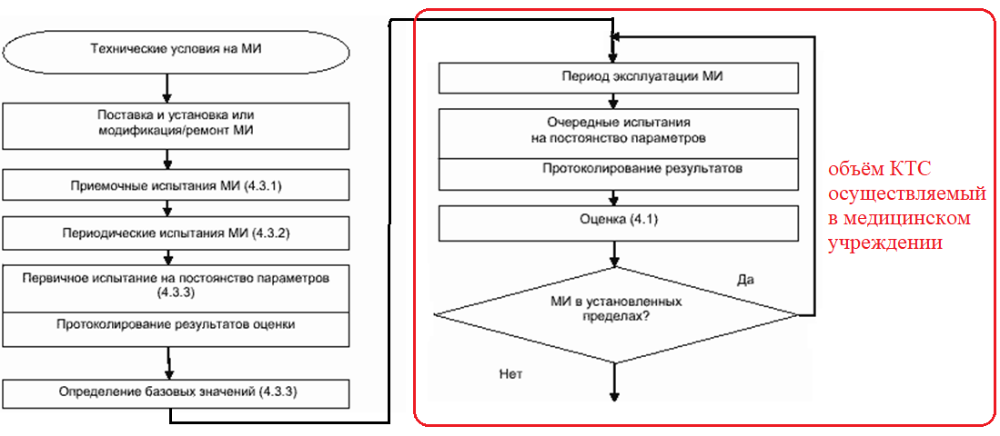 Технические условия на МИ
Поставка и установка или
модификация/ремонт МИ
Приемочные испытания МИ (4.3.1)
Периодические испытания МИ (4.3.2)
Первичное испытание на постоянство параметров
(4.3.3)
Протоколирование результатов оценки
Определение базовых значений (4.3.3)
Период эксплуатации МИ
Очередные испытания
на постоянство параметров
Протоколирование результатов
Оценка (4.1)
МИ в установленных
пределах?
Да
Нет
объём КТС
осуществляемый
в медицинском
учреждении